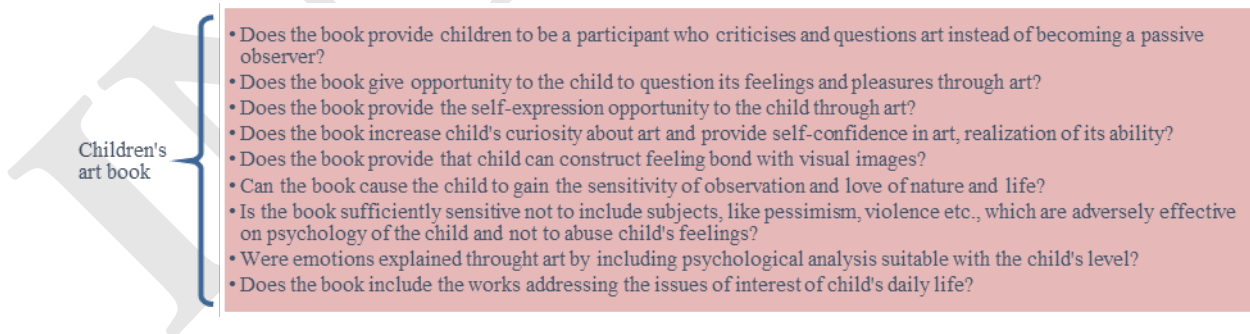 • Does the book provide children to be a participant who criticises and questions art instead of becoming a passive
observer?
• Does the book give opportunity to the child to question its feelings and pleasures through art?
• Does the book provide the self-expression opportunity to the child through art?
• Does the book increase child's curiosity about art and provide self-confidence in art, realization of its ability?
Children's
art book
• Does the book provide that child can construct feeling bond with visual images?
• Can the book cause the child to gain the sensitivity of observation and love of nature and life?
• Is the book sufficiently sensitive not to include subjects, like pessimism, violence etc., which are adversely effective
on psychology of the child and not to abuse child's feelings?
• Were emotions explained throught art by including psychological analysis suitable with the child's level?
• Does the book include the works addressing the issues of interest of child's daily life?